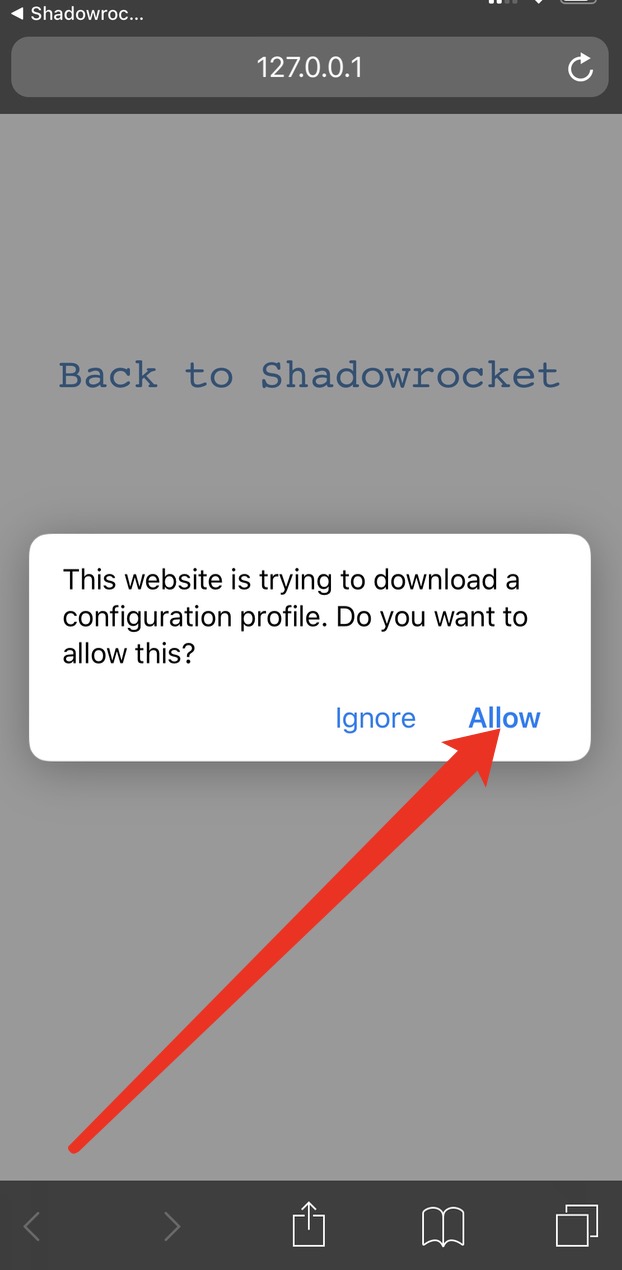 ◀ Shadowroc...
127.0.0.1
Back to Shadowrocket
This website is trying to download a
configuration profile. Do you want to
allow this?
Ignore Allow